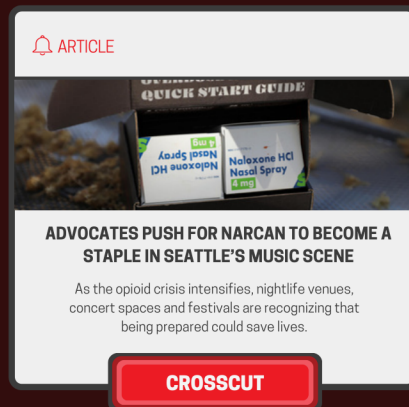 ARTICLE
QUICK START GUIDE
Naloxone HCl
Nasal Spray
4 mg
Naloxone HCl
Nasal Spray
4 mg
ADVOCATES PUSH FOR NARCAN TO BECOME A
STAPLE IN SEATTLE'S MUSIC SCENE
As the opioid crisis intensifies, nightlife venues,
concert spaces and festivals are recognizing that
being prepared could save lives.
CROSSCUT